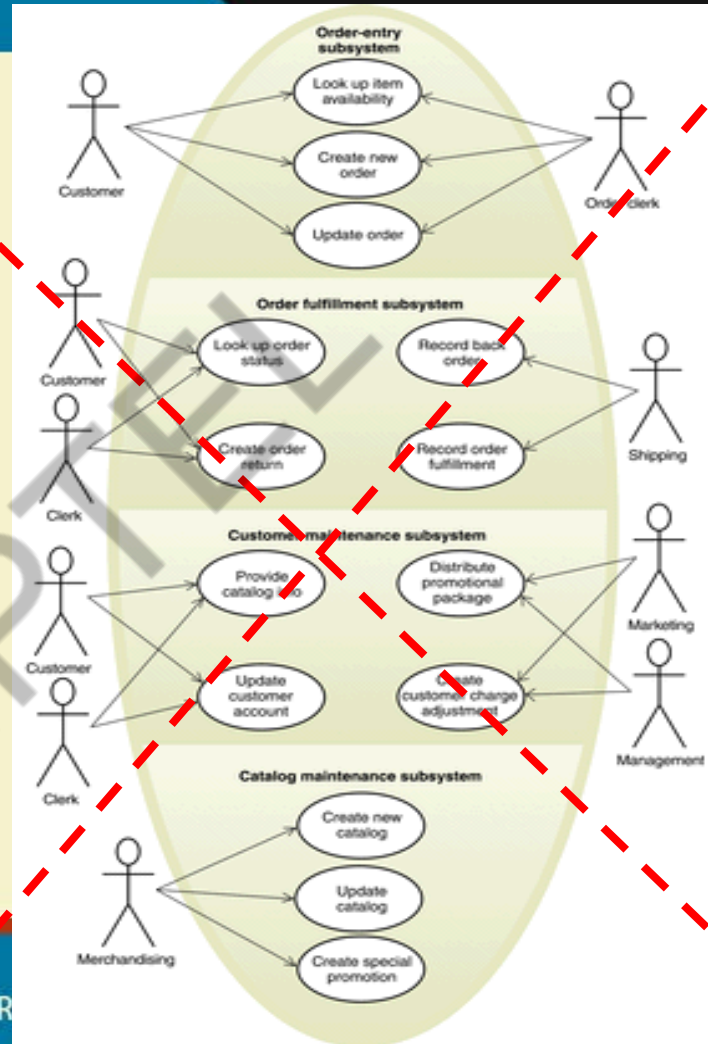 Order-entry
subsystem
Look up item
availability
Customer
Create new
order
Order clerk
Update order
Order fulfillment subsystem
Look up order
status
Record back
order
Customer
Create order
return
Record order
fulfillment
Shipping
Clerk
Customer maintenance subsystem
Provide
catalog info
Distribute
promotional
package
Marketing
Customer
Update
customer
account
Create
customer charge
adjustment
Management
Clerk
Catalog maintenance subsystem
Create new
catalog
Update
catalog
Merchandising
Create special
promotion
PTEL
R